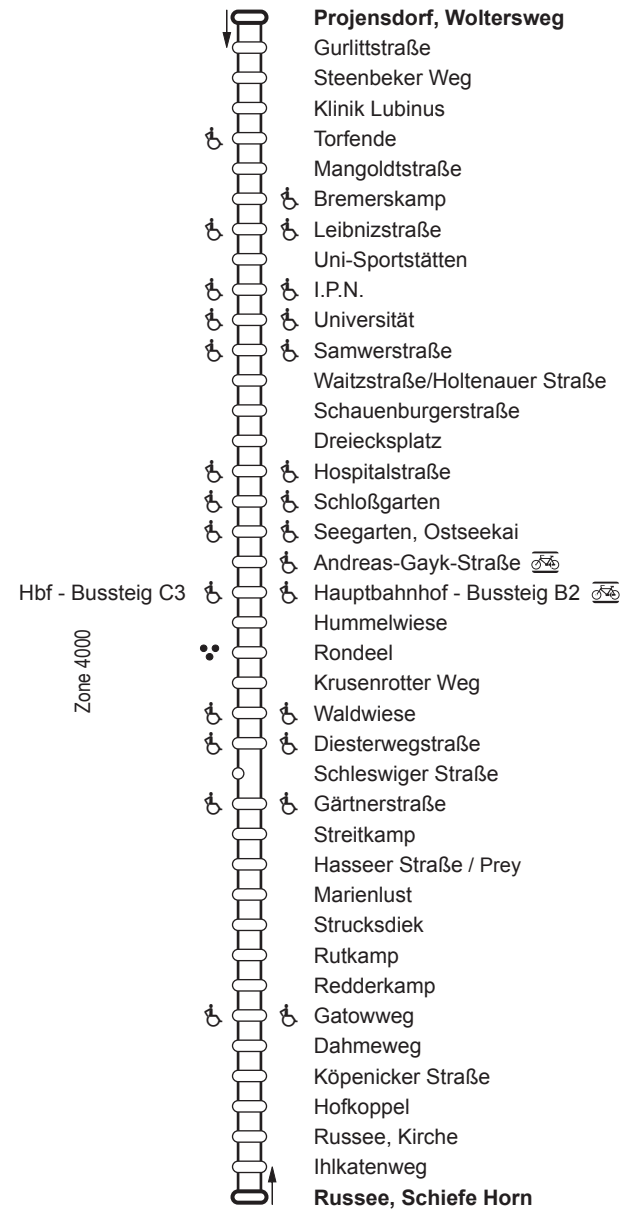 Projensdorf, Woltersweg
Gurlittstraße
Steenbeker Weg
Klinik Lubinus
Torfende
Mangoldtstraße
Bremerskamp
Leibnizstraße
Uni-Sportstätten
I.P.N.
Universität
Samwerstraße
Waitzstraße/Holtenauer Straße
Schauenburgerstraße
Dreiecksplatz
Hospitalstraße
Schloßgarten
Seegarten, Ostseekai
Andreas-Gayk-Straße
Hbf - Bussteig C3 Hauptbahnhof - Bussteig B2
Hummelwiese
Zone 4000
Rondeel
Krusenrotter Weg
Waldwiese
Diesterwegstraße
Schleswiger Straße
Gärtnerstraße
Streitkamp
Hasseer Straße / Prey
Marienlust
Strucksdiek
Rutkamp
Redderkamp
Gatowweg
Dahmeweg
Köpenicker Straße
Hofkoppel
Russee, Kirche
Ihlkatenweg
Russee, Schiefe Horn